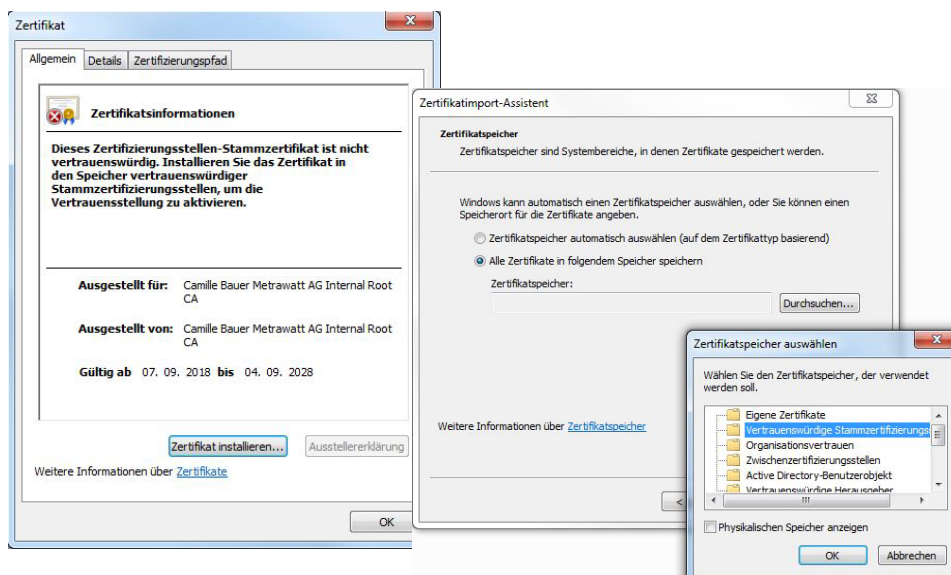 Zertifikat
Allgemein Details Zertifizierungspfad
Zertifikatsinformationen
Dieses Zertifizierungsstellen-Stammzertifikat ist nicht
vertrauenswürdig. Installieren Sie das Zertifikat in
den Speicher vertrauenswürdiger
Stammzertifizierungsstellen, um die
Vertrauensstellung zu aktivieren.
Ausgestellt für: Camille Bauer Metrawatt AG Internal Root
CA
Ausgestellt von: Camille Bauer Metrawatt AG Internal Root
CA
Gültig ab 07. 09. 2018 bis 04. 09. 2028
Zertifikat installieren... Ausstellererklärung
Weitere Informationen über Zertifikate
OK
Zertifikatimport-Assistent
Zertifikatspeicher
Zertifikatspeicher sind Systembereiche, in denen Zertifikate gespeichert werden.
Windows kann automatisch einen Zertifikatspeicher auswählen, oder Sie können einen
Speicherort für die Zertifikate angeben.
Zertifikatspeicher automatisch auswählen (auf dem Zertifikattyp basierend)
Alle Zertifikate in folgendem Speicher speichern
Zertifikatspeicher:
Durchsuchen...
Weitere Informationen über Zertifikatspeicher
<
Zertifikatspeicher auswählen
Wählen Sie den Zertifikatspeicher, der verwendet
werden soll.
Eigene Zertifikate
Vertrauenswürdige Stammzertifizierungs
Organisationsvertrauen
Zwischenzertifizierungsstellen
Active Directory-Benutzerobjekt
Vertrauenswürdige Herausgeber
Physikalischen Speicher anzeigen
OK Abbrechen